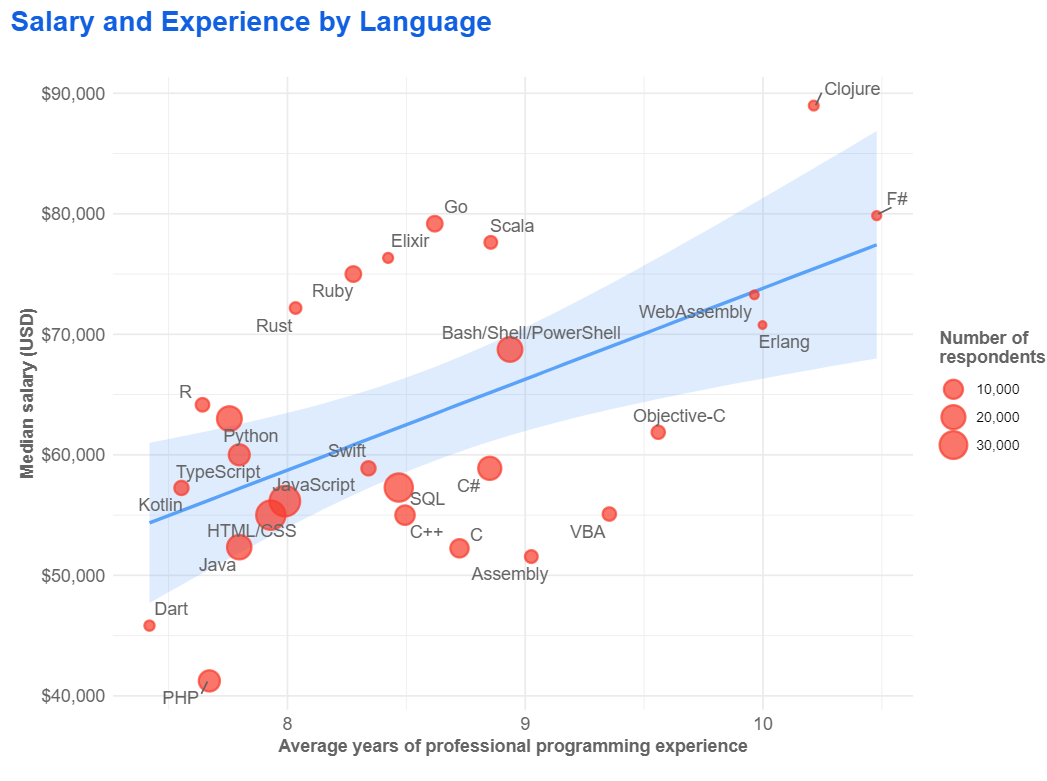 Salary and Experience by Language
$90,000
$80,000
$70,000
$60,000
$50,000
$40,000
Median salary (USD)
Clojure
F#
Go
Scala
Elixir
Ruby
Rust
WebAssembly
Bash/Shell/PowerShell
Erlang
R
Objective-C
Python
Swift
TypeScript
JavaScript
C#
Kotlin
SQL
HTML/CSS
C++
C
VBA
Java
Assembly
Dart
PHP
8
9
10
Average years of professional programming experience
Number of
respondents
10,000
20,000
30,000